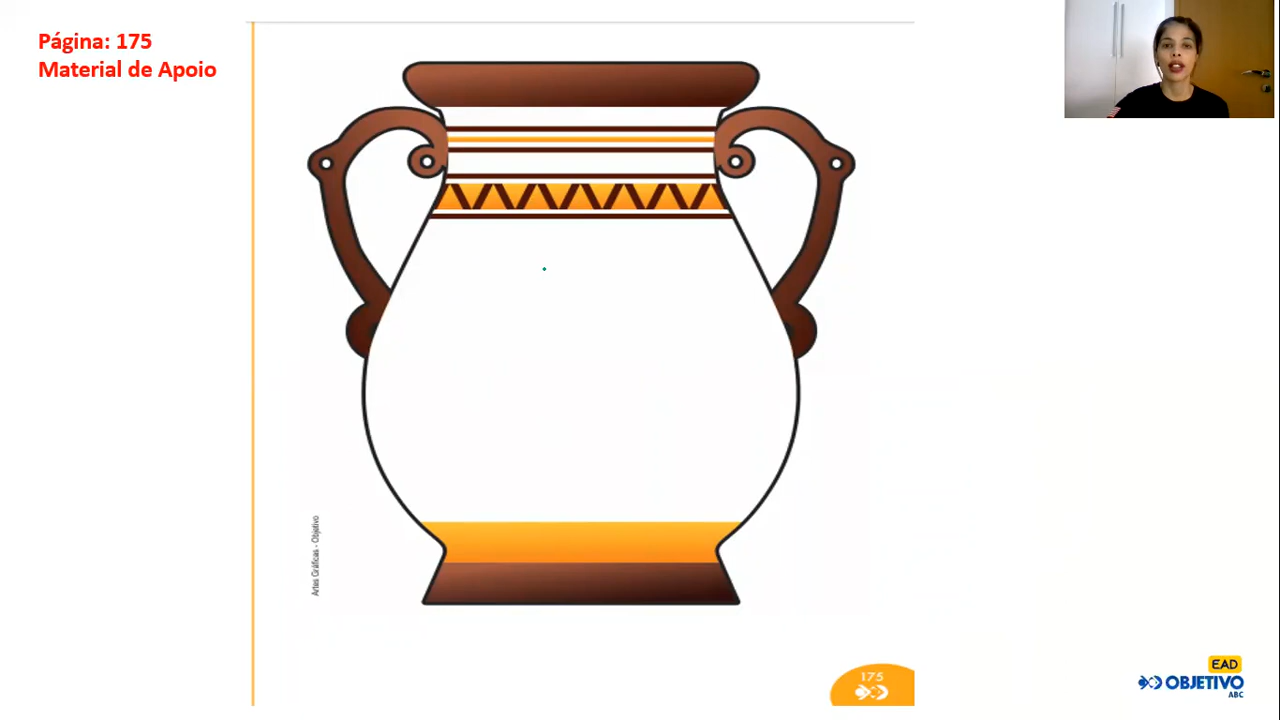 Página: 175
Material de Apoio
Artes Gráficas - Objetivo
175
EAD
OBJETIVO
ABC